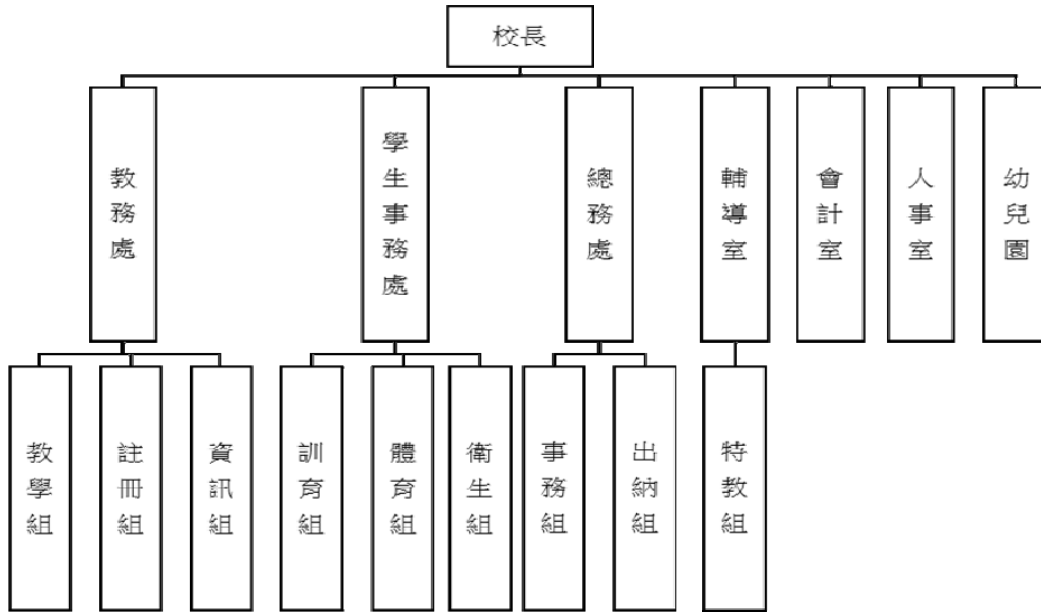 校長
教務處
學生事務處
總務處
輔導室
會計室
人事室
幼兒園
教學組
註冊組
資訊組
訓育組
體育組
衛生組
事務組
出納組
特教組